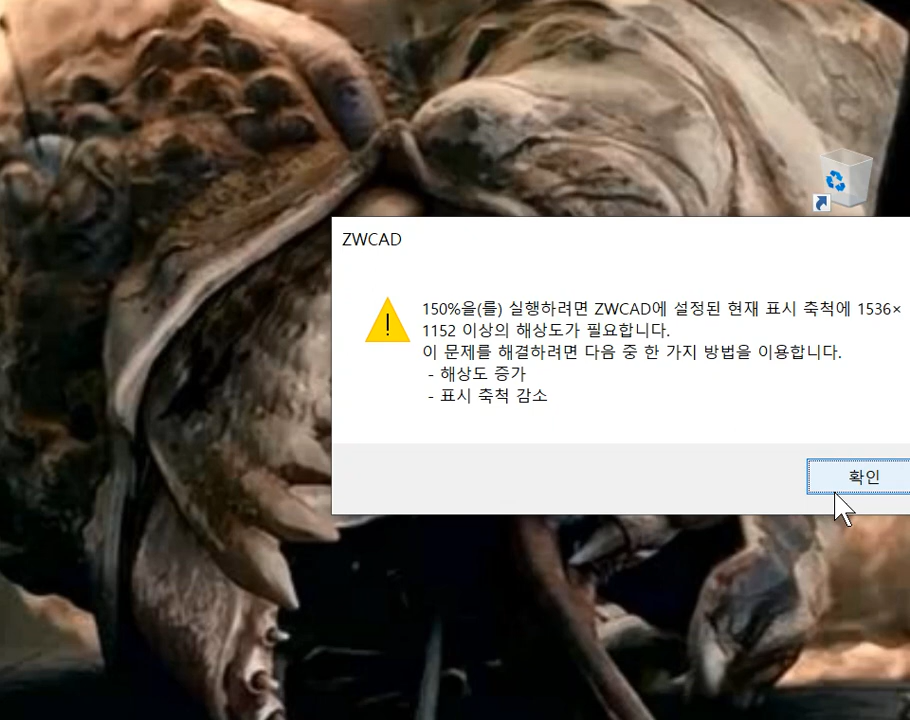 ZWCAD
150%을(를) 실행하려면 ZWCAD에 설정된 현재 표시 축척에 1536×
1152 이상의 해상도가 필요합니다.
이 문제를 해결하려면 다음 중 한 가지 방법을 이용합니다.
- 해상도 증가
- 표시 축척 감소
확인